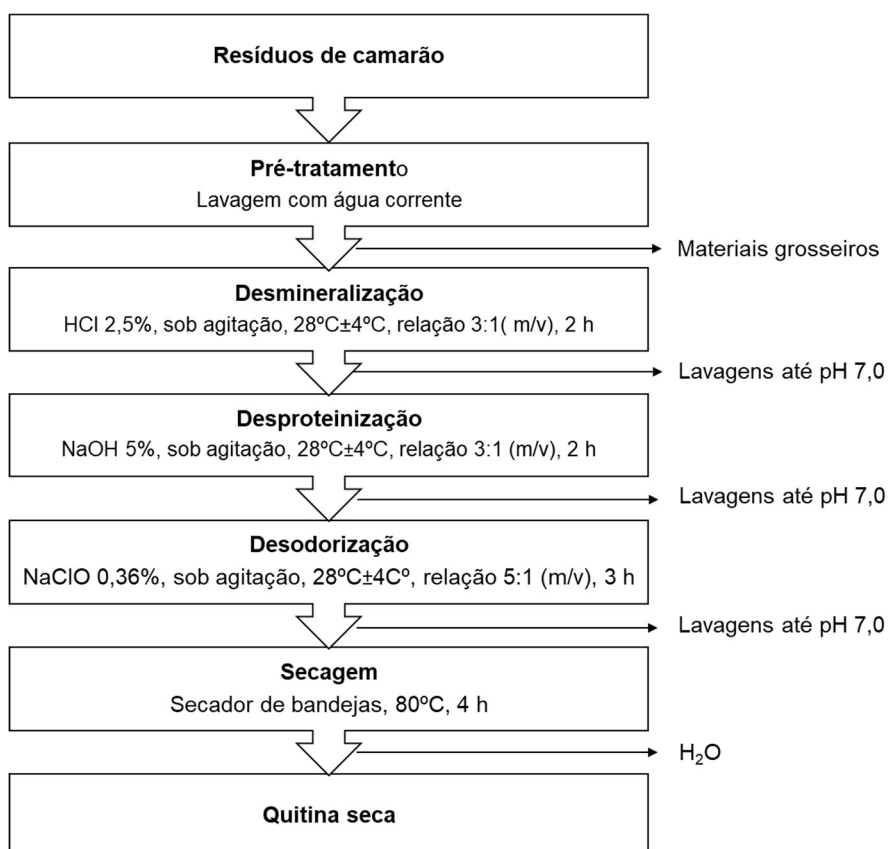 Resíduos de camarão
Pré-tratamento
Lavagem com água corrente
Materiais grosseiros
Desmineralização
HCl 2,5%, sob agitação, 28ºC±4ºC, relação 3:1( m/v), 2 h
Lavagens até pH 7,0
Desproteinização
NaOH 5%, sob agitação, 28ºC±4ºC, relação 3:1 (m/v), 2 h
Lavagens até pH 7,0
Desodorização
NaClO 0,36%, sob agitação, 28ºC±4Cº, relação 5:1 (m/v), 3 h
Lavagens até pH 7,0
Secagem
Secador de bandejas, 80ºC, 4 h
H₂O
Quitina seca